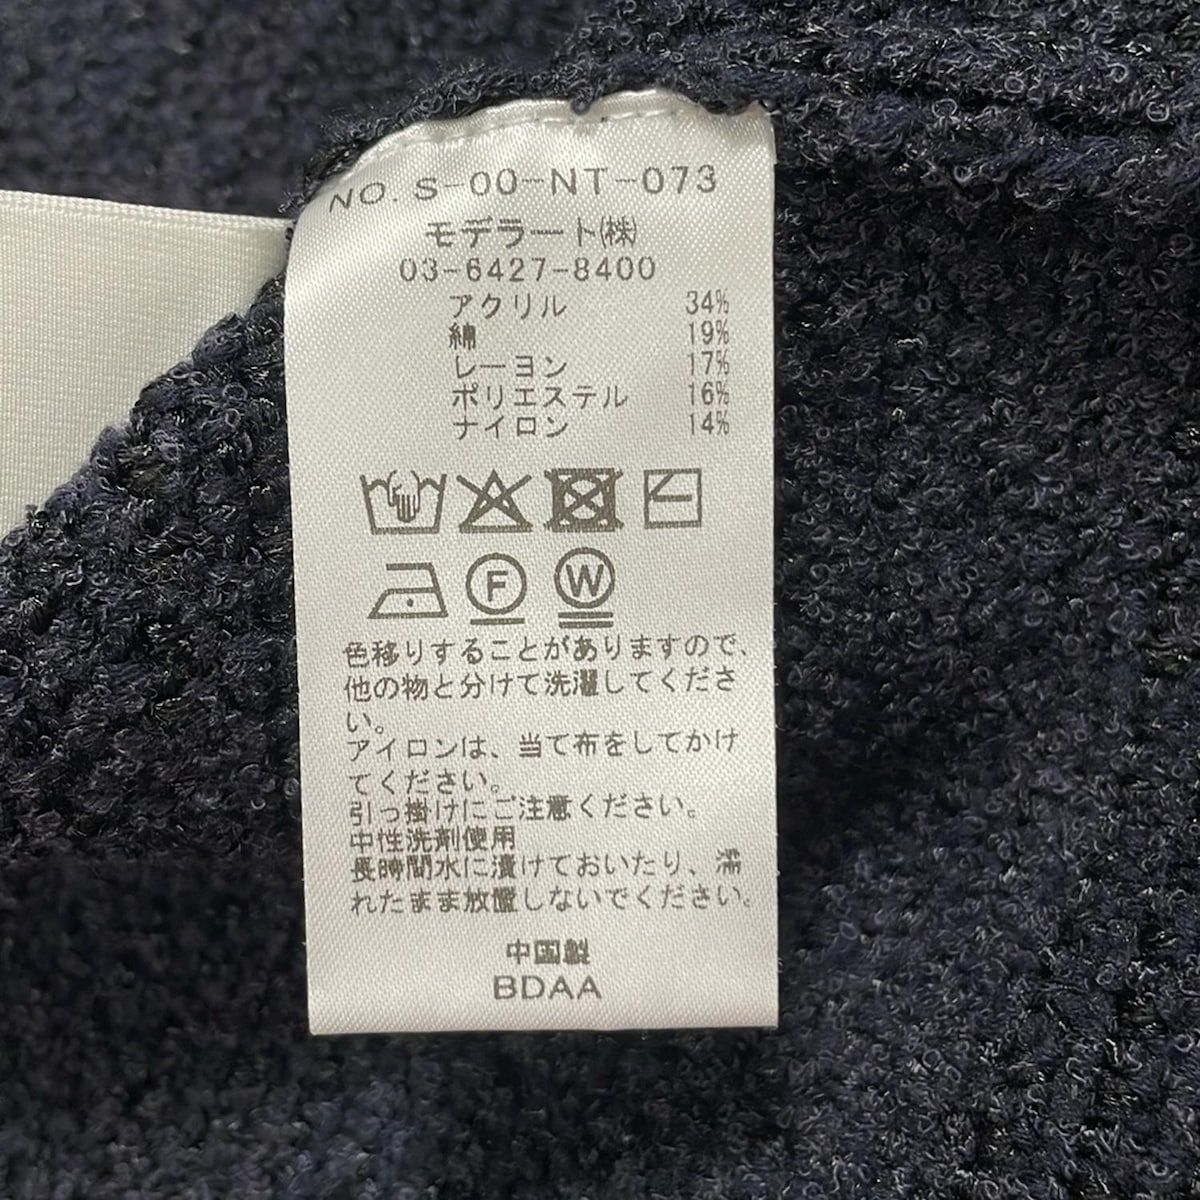 NO. S-00-NT-073
モデラート㈱
03-6427-8400
アクリル 34%
綿 19%
レーヨン 17%
ポリエステル 16%
ナイロン 14%
F W
色移りすることがありますので、
他の物と分けて洗濯してくださ
い。
アイロンは、当て布をしてかけ
てください。
引っ掛けにご注意ください。
中性洗剤使用
長時間水に漬けておいたり、濡
れたまま放置しないでください。
中国製
BDAA